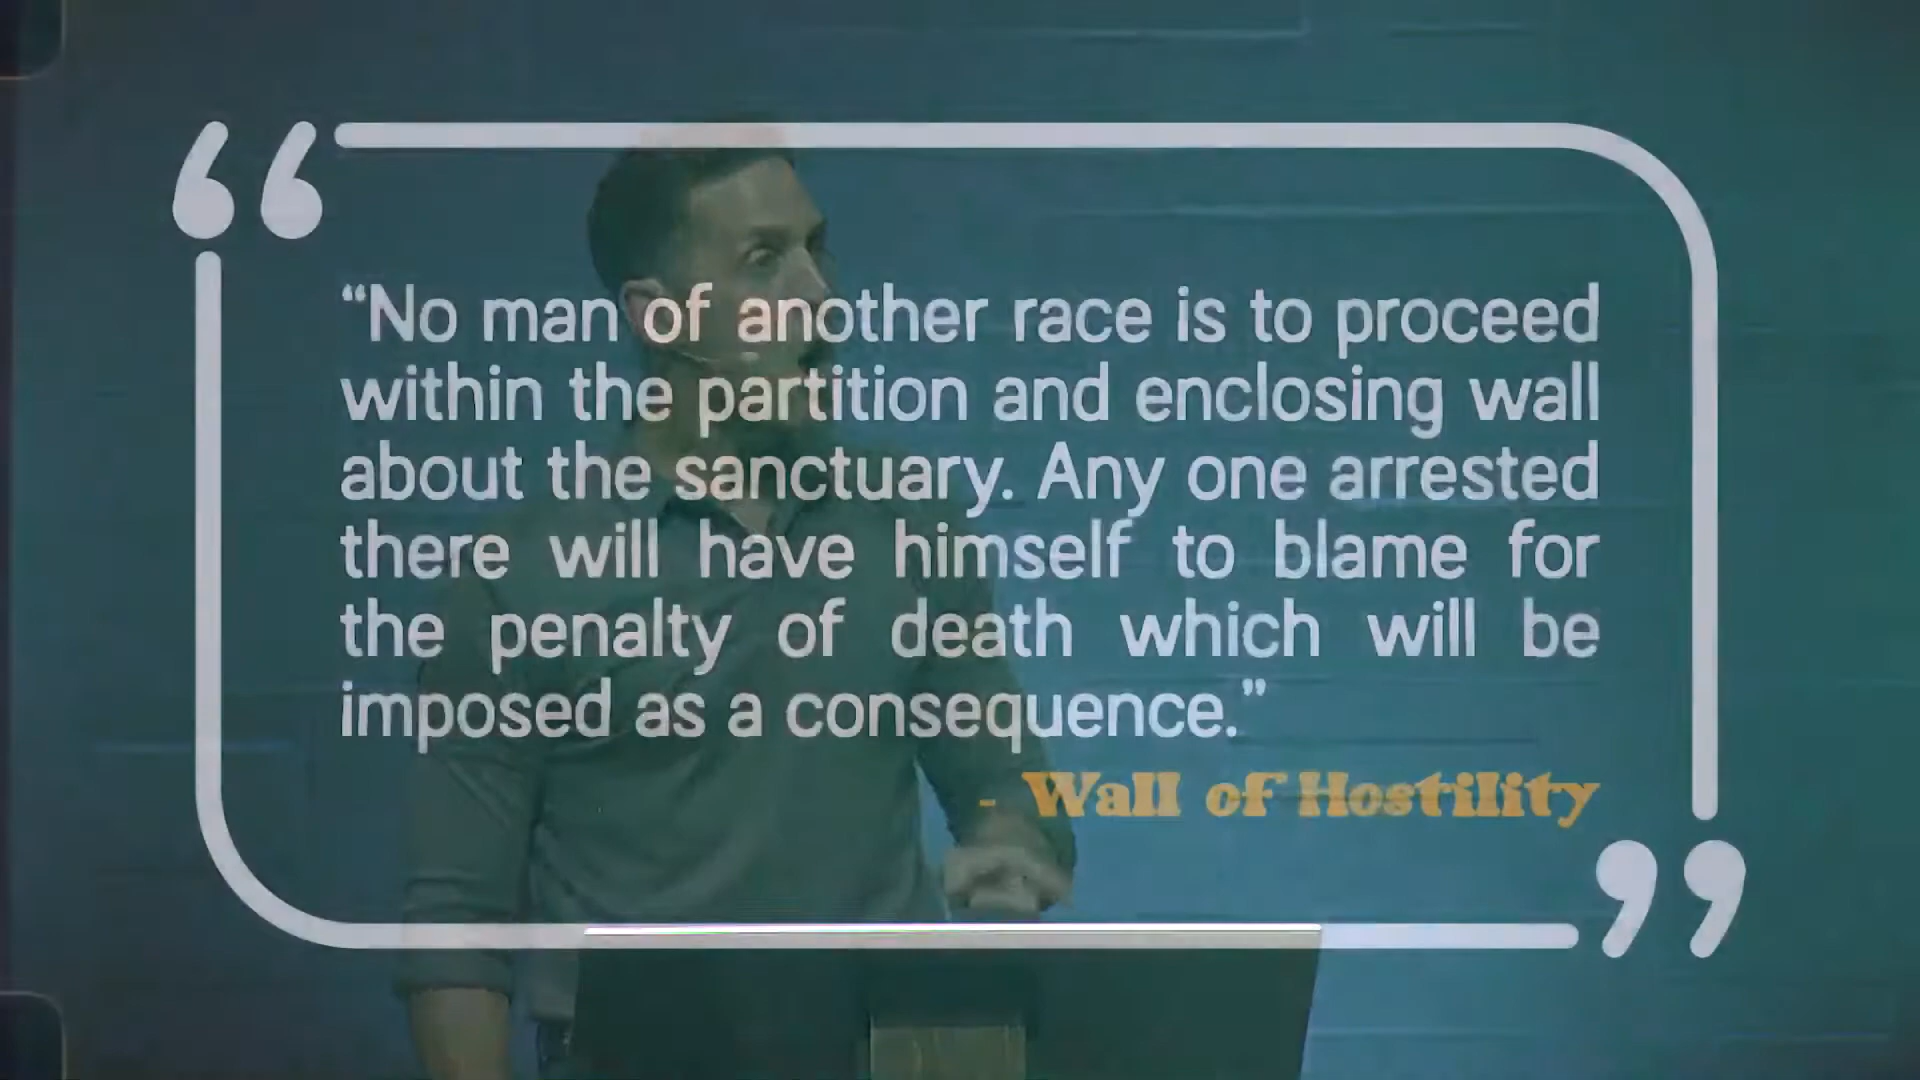 “No man of another race is to proceed
within the partition and enclosing wall
about the sanctuary. Any one arrested
there will have himself to blame for
the penalty of death which will be
imposed as a consequence.”
- Wall of Hostility